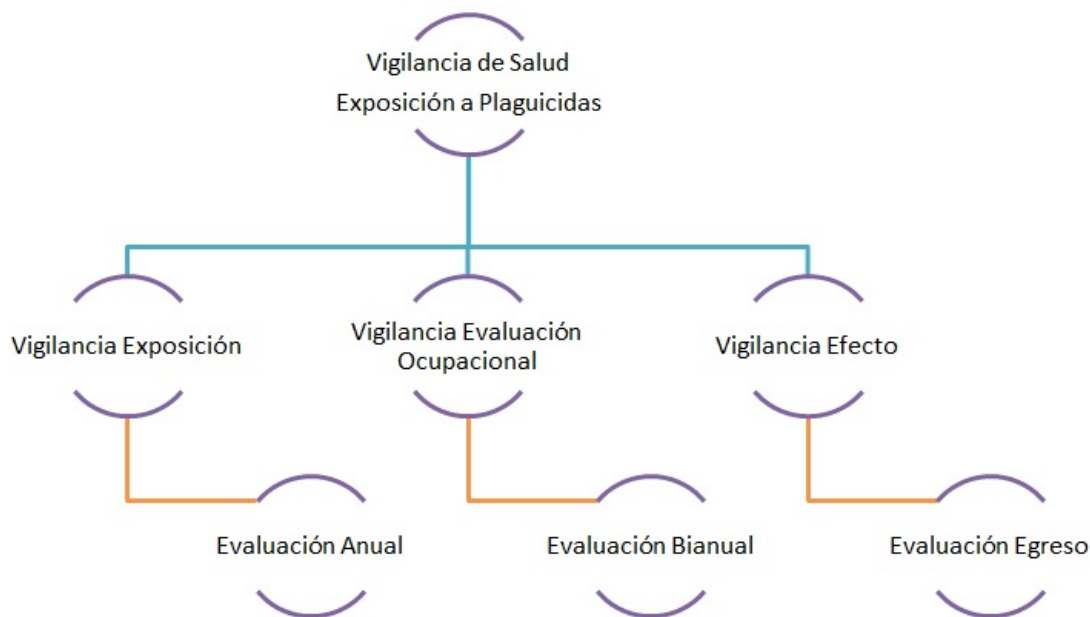 Vigilancia de Salud
Exposición a Plaguicidas
Vigilancia Exposición
Vigilancia Evaluación
Ocupacional
Vigilancia Efecto
Evaluación Anual
Evaluación Bianual
Evaluación Egreso